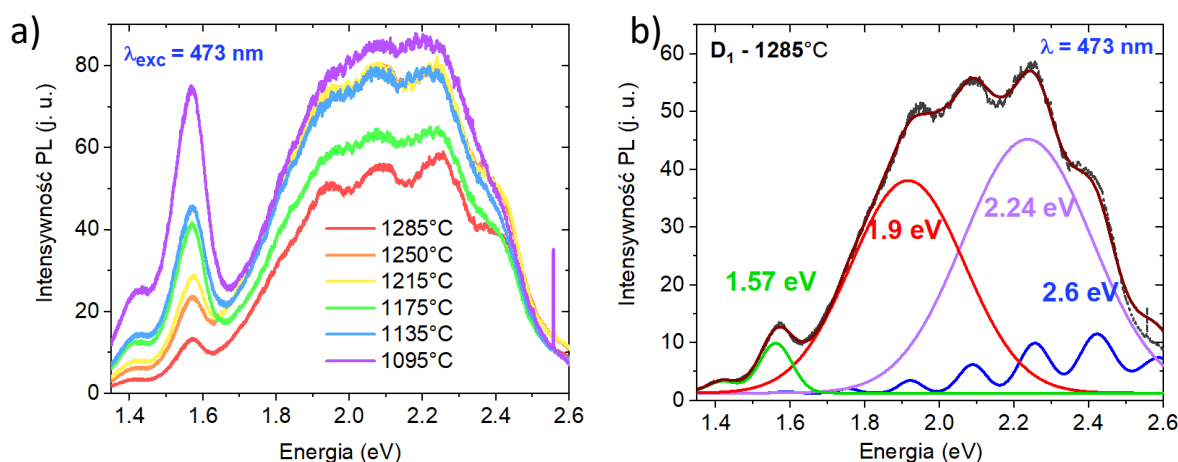 a)
λexc = 473 nm
Intensywność PL (j. u.)
80
60
40
20
0
1285°C
1250°C
1215°C
1175°C
1135°C
1095°C
1.4 1.6 1.8 2.0 2.2 2.4 2.6
Energia (eV)
b)
D1 - 1285°C
λ = 473 nm
Intensywność PL (j. u.)
60
50
40
30
20
10
0
1.57 eV
1.9 eV
2.24 eV
2.6 eV
1.4 1.6 1.8 2.0 2.2 2.4 2.6
Energia (eV)